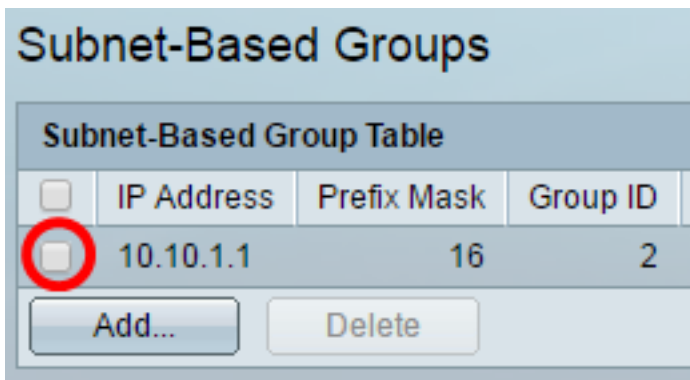 Subnet-Based Groups
Subnet-Based Group Table
IP Address Prefix Mask Group ID
10.10.1.1 16 2
Add... Delete